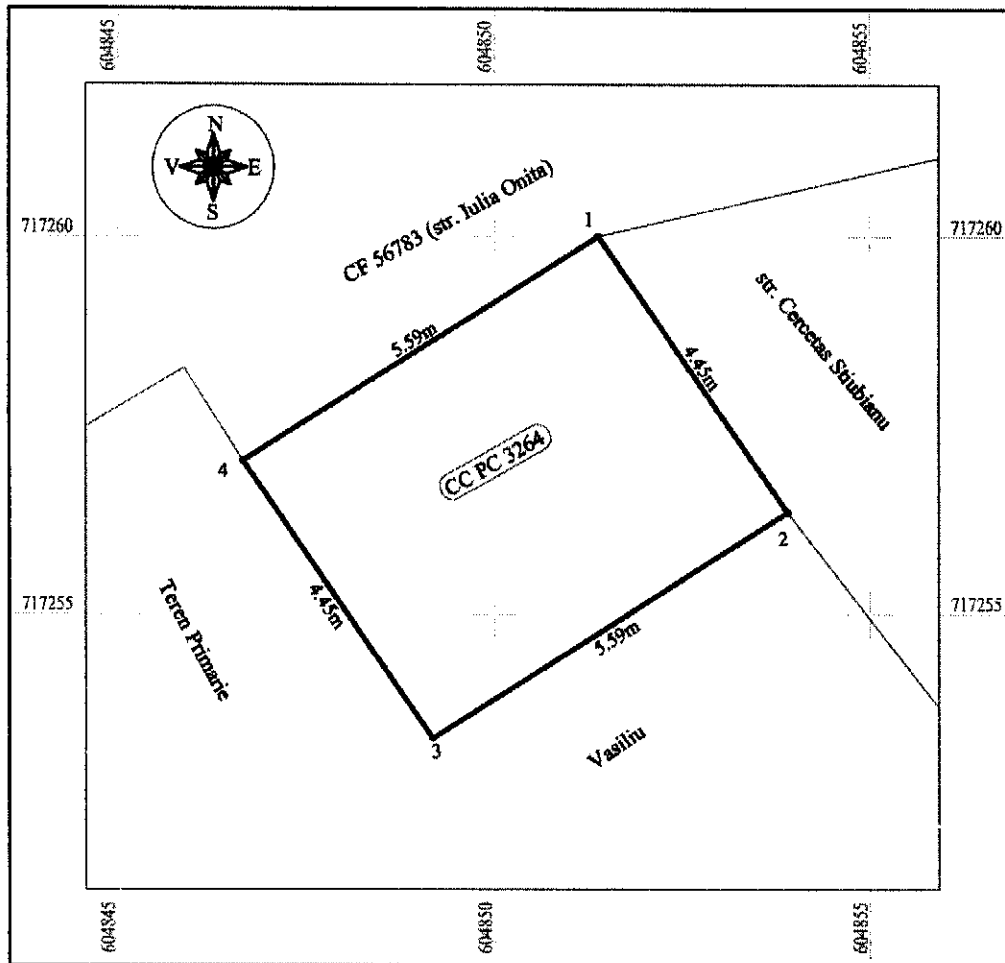 604845
604850
604855
N
V
E
S
717260
717260
CF 56783 (str. Iulia Onita)
1
str. Cercetas Stiubianu
5.59m
4.45m
4
CC PC 3264
2
717255
717255
Teren Primarie
4.45m
5.59m
3
Vasiliu
604845
604850
604855